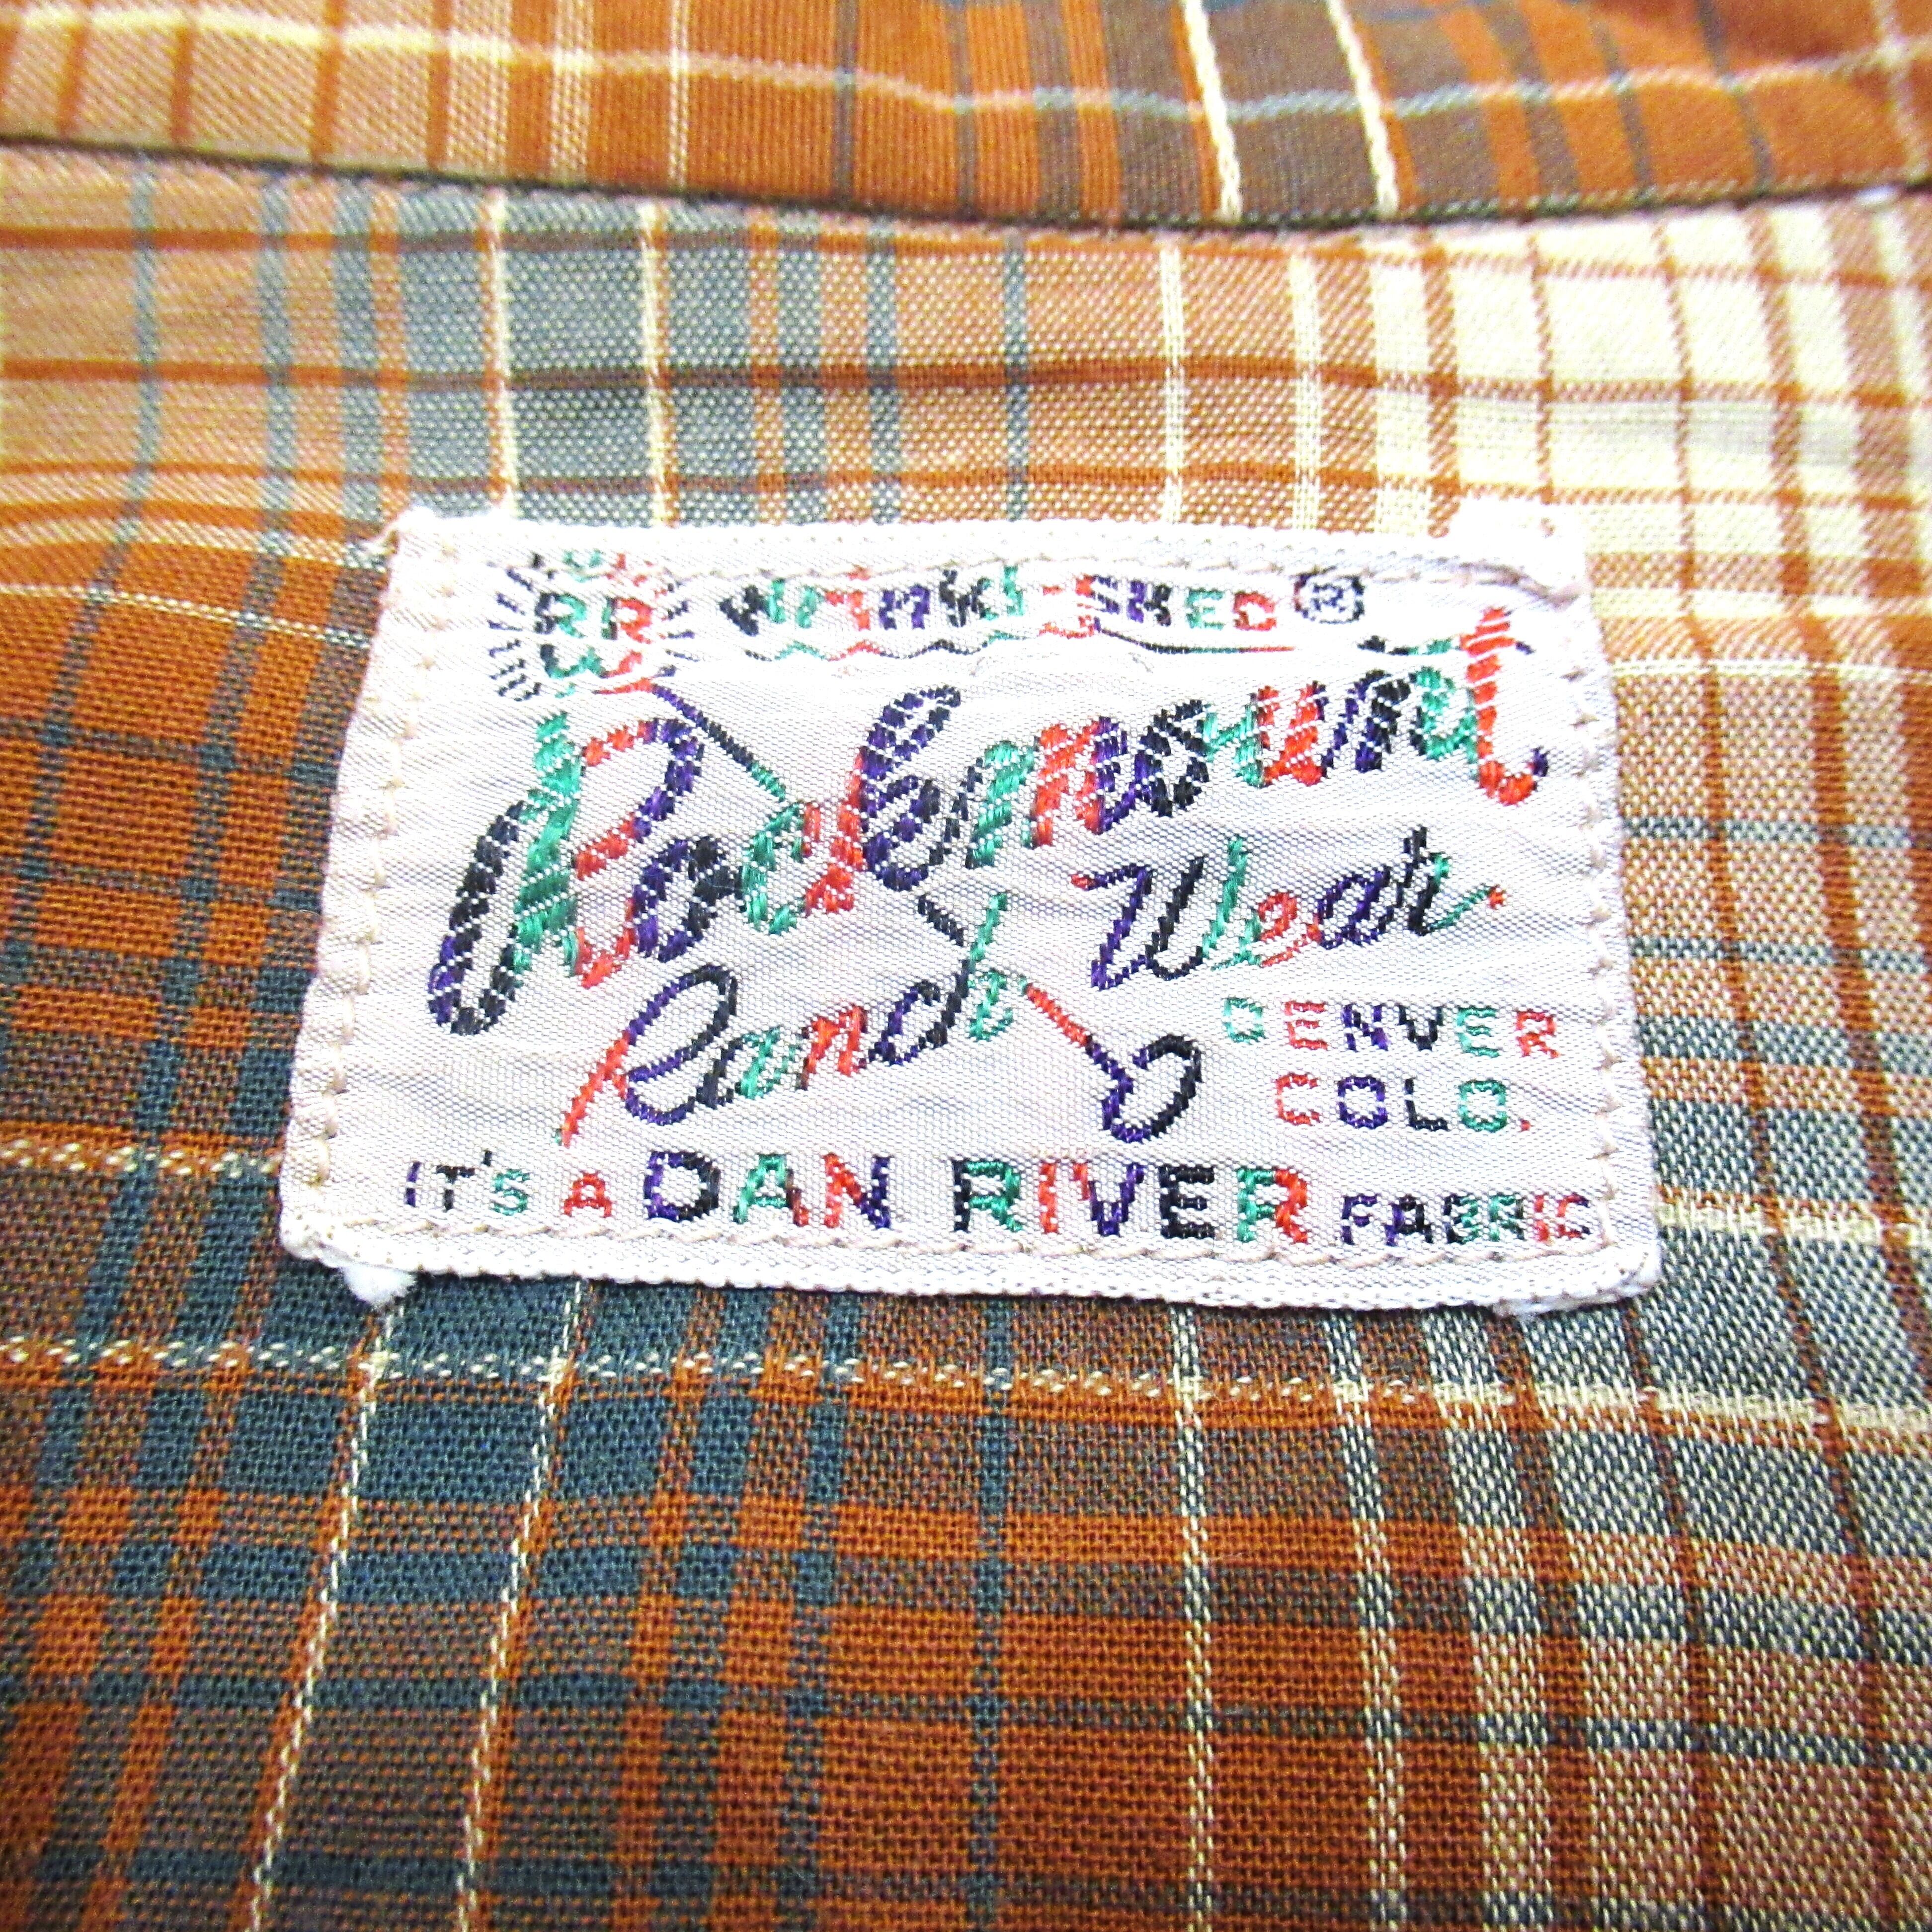 RR WRINKL-SHED ®
Rockmount
Ranch Wear
DENVER
COLO.
IT'S A DAN RIVER FABRIC